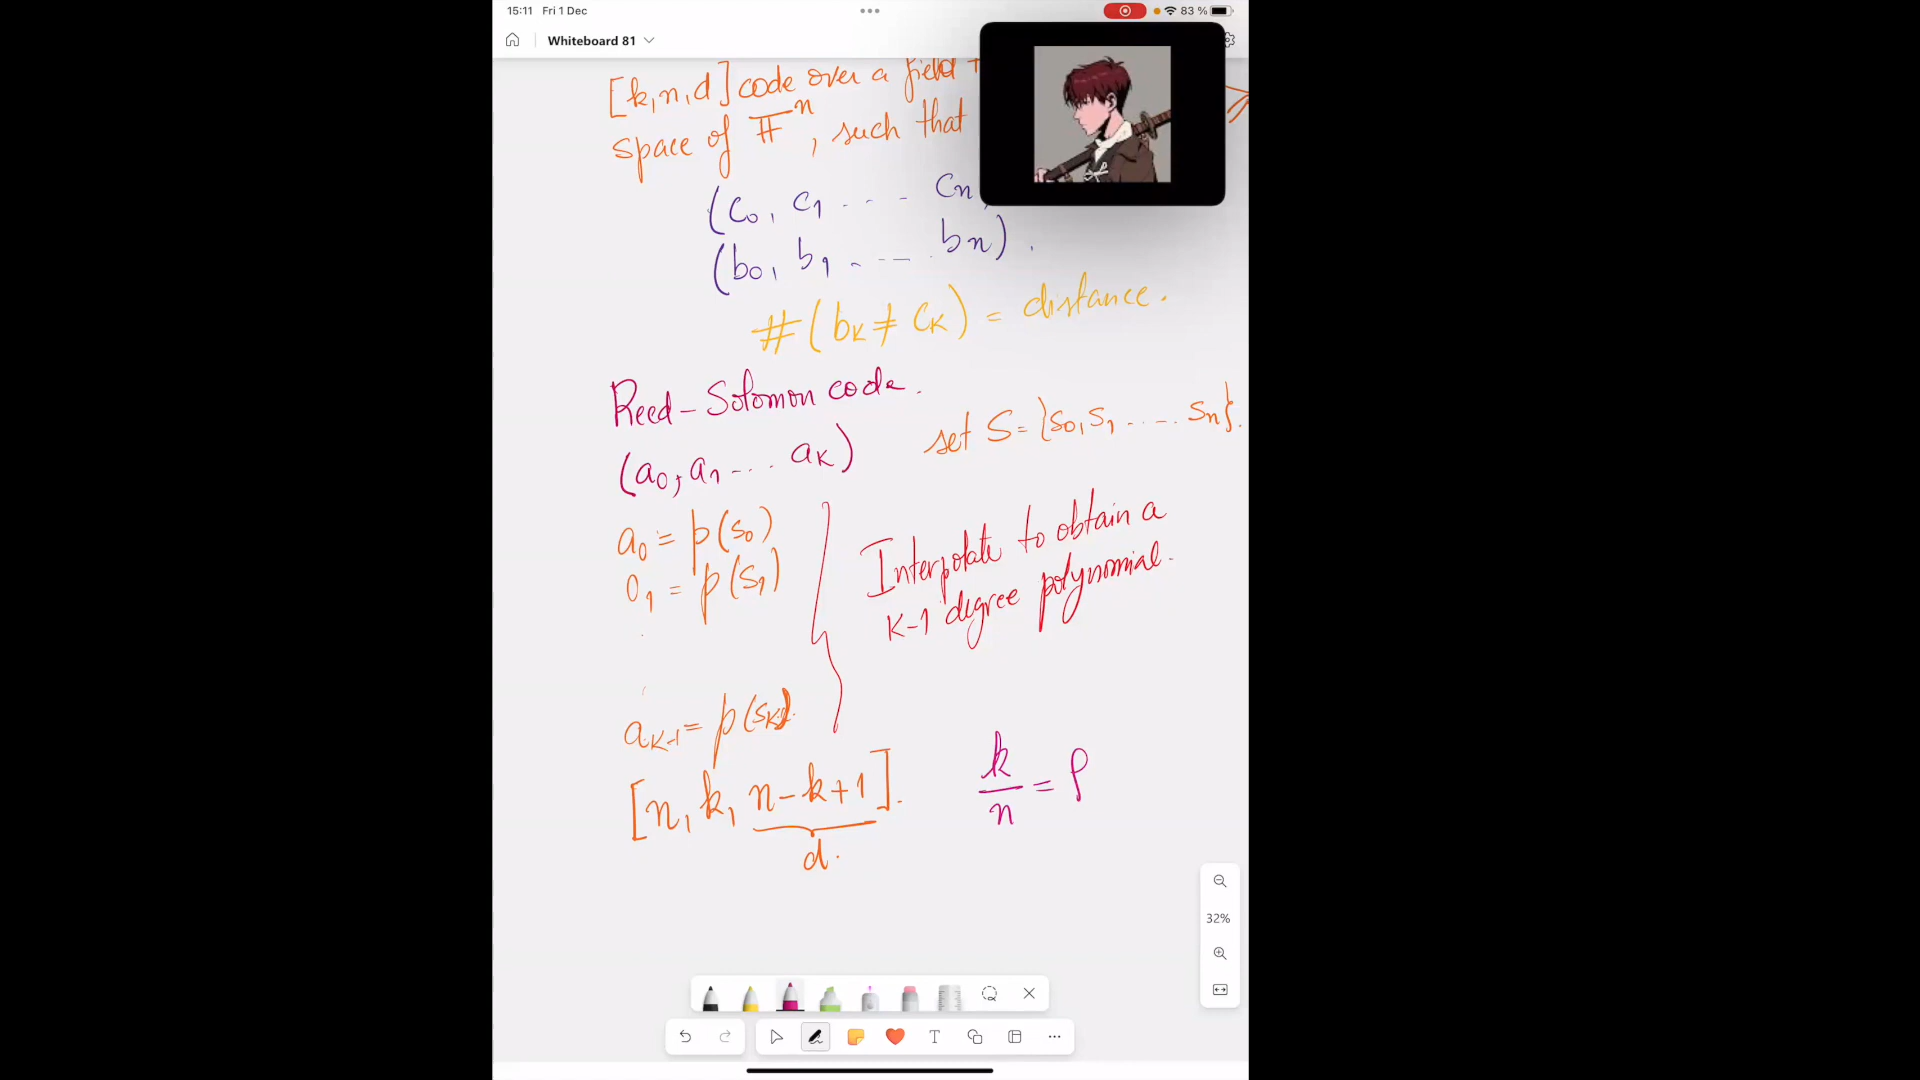 15:11 Fri 1 Dec
83 %
Whiteboard 81
[k,n,d] code over a field
space of 𝔽ⁿ, such that
(c₀, c₁ . . . . cn
(b₀, b₁ . . . . bn).
#(bₖ ≠ cₖ) = distance.
Reed-Solomon code.
set S = {s₀, s₁ . . . . sn}.
(a₀, a₁ . . . aₖ)
a₀ = p(s₀)
0₁ = p(s₁)
Interpolate to obtain a
k-1 degree polynomial.
aₖ₋₁ = p(sₖ)
[n, k, n-k+1].
d.
k/n = ρ
32%
T